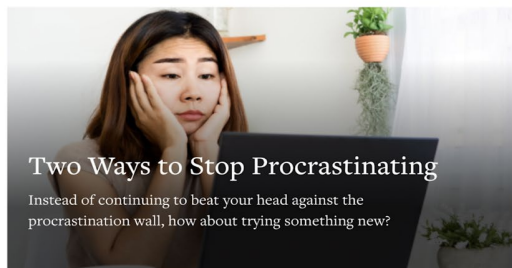 Two Ways to Stop Procrastinating
Instead of continuing to beat your head against the
procrastination wall, how about trying something new?